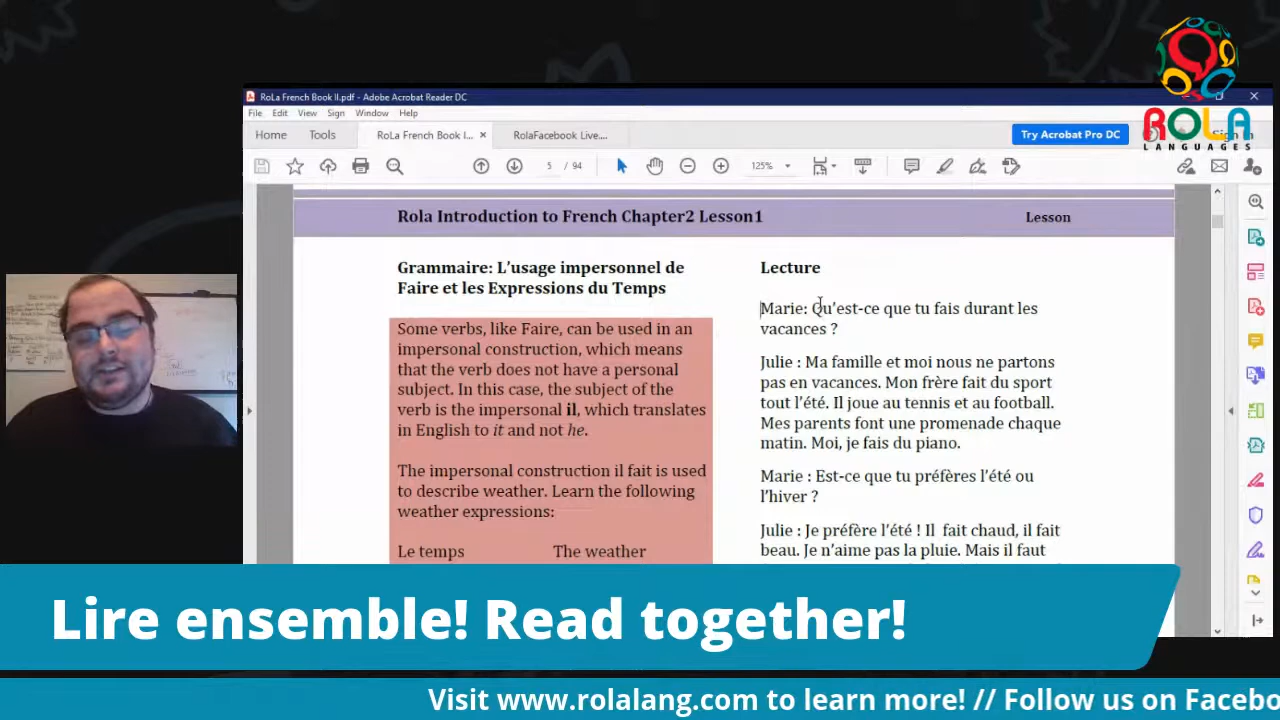 RoLa French Book II.pdf - Adobe Acrobat Reader DC
File Edit View Sign Window Help
Home Tools RoLa French Book I... RolaFacebook Live.... Try Acrobat Pro DC
5 / 94 125%
ROLA
LANGUAGES
Rola Introduction to French Chapter2 Lesson1 Lesson
Grammaire: L'usage impersonnel de
Faire et les Expressions du Temps
Some verbs, like Faire, can be used in an
impersonal construction, which means
that the verb does not have a personal
subject. In this case, the subject of the
verb is the impersonal il, which translates
in English to it and not he.
The impersonal construction il fait is used
to describe weather. Learn the following
weather expressions:
Le temps The weather
Lecture
Marie: Qu'est-ce que tu fais durant les
vacances ?
Julie : Ma famille et moi nous ne partons
pas en vacances. Mon frère fait du sport
tout l'été. Il joue au tennis et au football.
Mes parents font une promenade chaque
matin. Moi, je fais du piano.
Marie : Est-ce que tu préfères l'été ou
l'hiver ?
Julie : Je préfère l'été ! Il fait chaud, il fait
beau. Je n'aime pas la pluie. Mais il faut
Lire ensemble! Read together!
Visit www.rolalang.com to learn more! // Follow us on Facebo